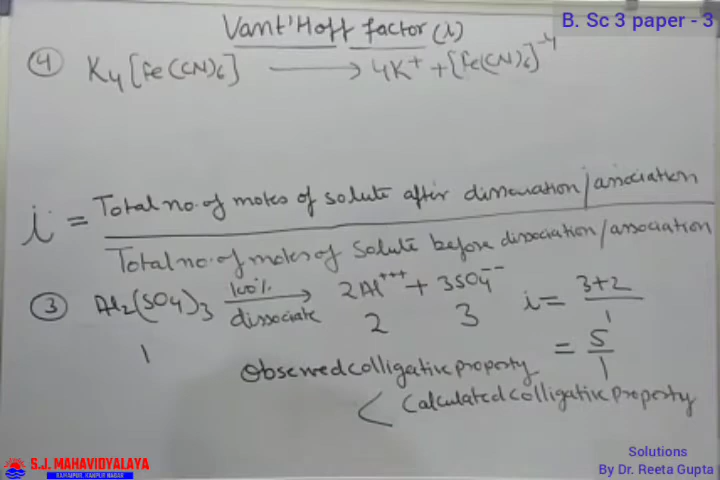 Vant'Hoff factor (i)
B. Sc 3 paper - 3
④ K4[Fe(CN)6] ⟶ 4K⁺ + [Fe(CN)6]⁻⁴
i = Total no. of moles of solute after dissociation/association
Total no. of moles of solute before dissociation/association
③ Al2(SO4)3 100% dissociate ⟶ 2Al⁺⁺⁺ + 3SO4⁻⁻ i = 3+2/1
1 2 3
= 5/1
Observed colligative property
< Calculated colligative property
S.J. MAHAVIDYALAYA
RAMAIPUR, KANPUR NAGAR
Solutions
By Dr. Reeta Gupta